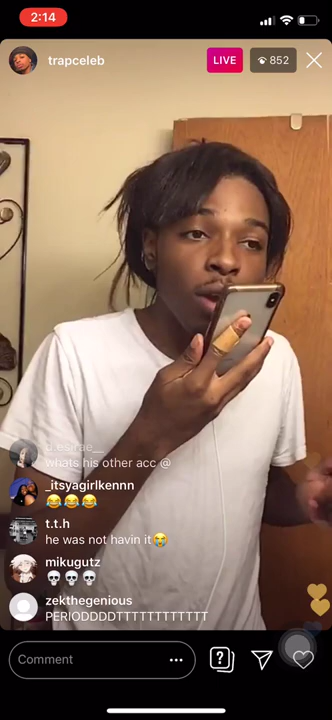 2:14
trapceleb
LIVE
852
d.esirae__
whats his other acc @
_itsyagirlkennn
😂😂😂
t.t.h
he was not havin it😭
mikugutz
💀💀💀
zekthegenious
PERIODDDDTTTTTTTTTTTT
Comment